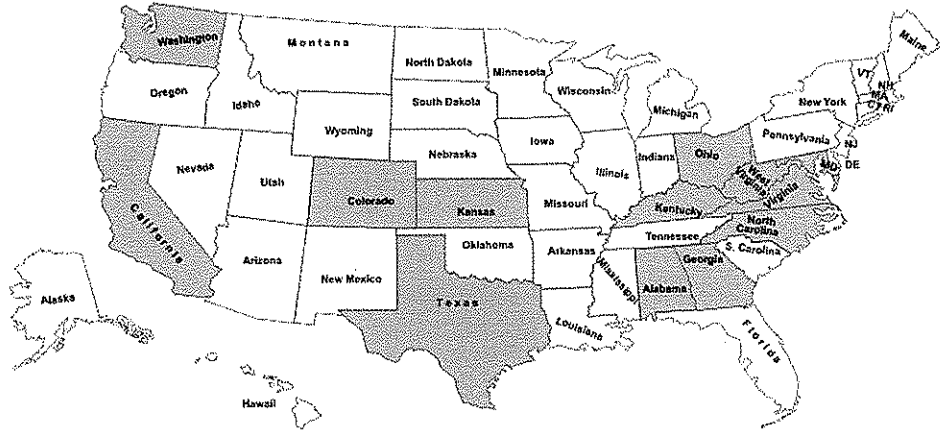 Washington
Montana
North Dakota
Minnesota
Maine
VT
NH
MA
CT RI
Oregon
Idaho
South Dakota
Wisconsin
Michigan
New York
Wyoming
Pennsylvania
NJ
Iowa
Nebraska
Ohio
MD
DE
Nevada
Utah
Illinois
Indiana
West
Virginia
Virginia
Colorado
Kansas
Missouri
Kentucky
California
North
Carolina
Tennessee
Oklahoma
Arkansas
S. Carolina
Arizona
New Mexico
Mississippi
Georgia
Alabama
Alaska
Texas
Louisiana
Florida
Hawaii